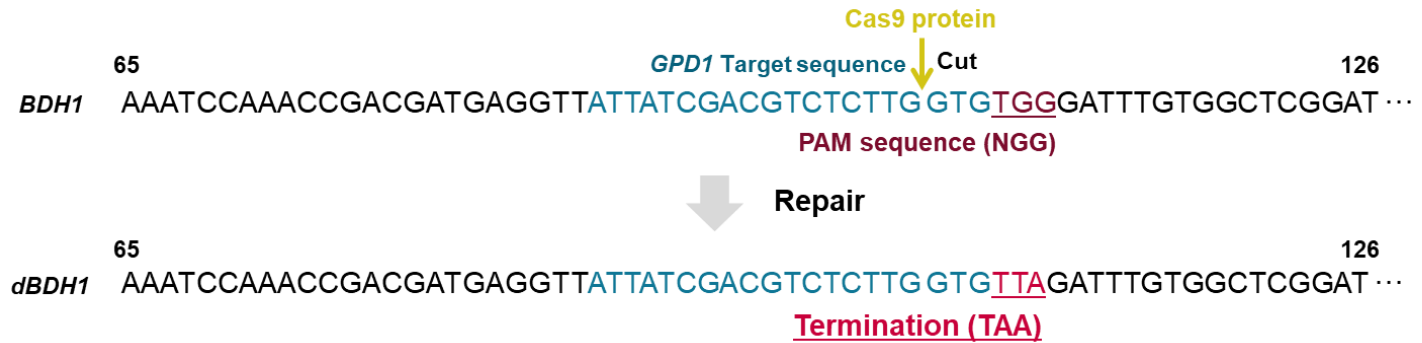 Cas9 protein
65 GPD1 Target sequence Cut 126
BDH1 AAATCCAAACCGACGATGAGGTTATTATCGACGTCTCTTGGTGTGGGATTTGTGGCTCGGAT ···
PAM sequence (NGG)
Repair
65 126
dBDH1 AAATCCAAACCGACGATGAGGTTATTATCGACGTCTCTTGGTGTTAGATTTGTGGCTCGGAT ···
Termination (TAA)